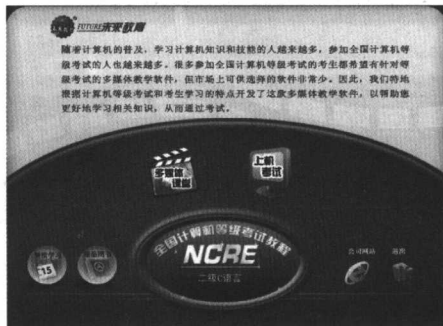 FUTURE未来教育
随着计算机的普及，学习计算机知识和技能的人越来越多，参加全国计算机等
级考试的人也越来越多。很多参加全国计算机等级考试的考生都希望有针对等
级考试的多媒体教学软件，但市场上可供选择的软件非常少。因此，我们特地
根据计算机等级考试和考生学习的特点开发了这款多媒体教学软件，以帮助您
更好地学习相关知识，从而通过考试。
多媒体
课堂
上机
考试
全国计算机等级考试教程
NCRE
二级C语言
15
公司网站
退出